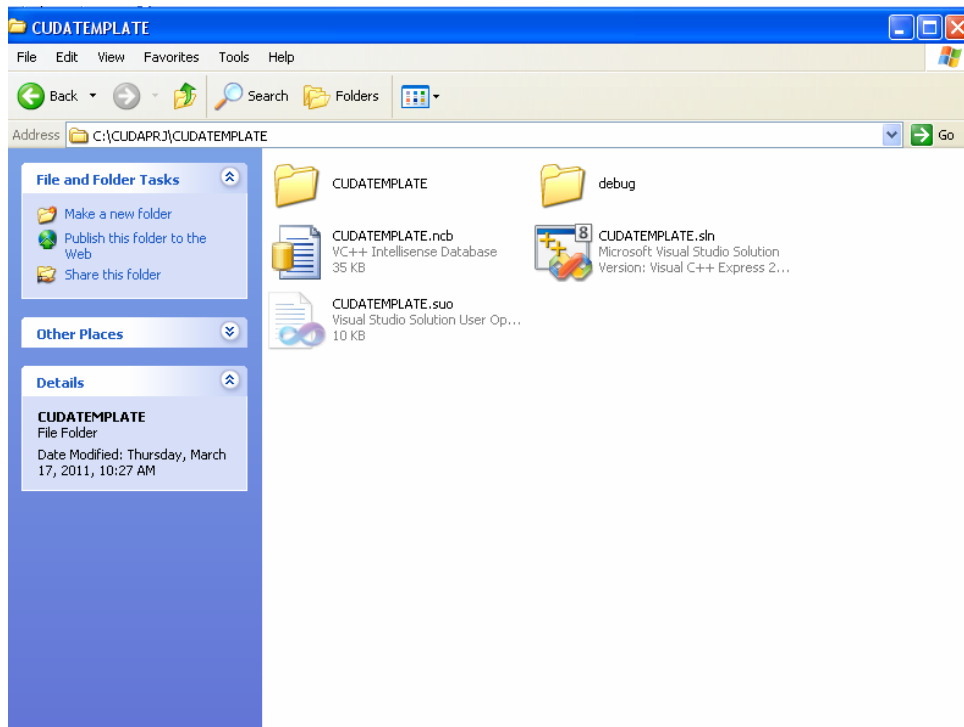 CUDATEMPLATE
File Edit View Favorites Tools Help
Back Search Folders
Address C:\CUDAPRJ\CUDATEMPLATE Go
File and Folder Tasks
Make a new folder
Publish this folder to the
Web
Share this folder
Other Places
Details
CUDATEMPLATE
File Folder
Date Modified: Thursday, March
17, 2011, 10:27 AM
CUDATEMPLATE
debug
CUDATEMPLATE.ncb
VC++ Intellisense Database
35 KB
8
CUDATEMPLATE.sln
Microsoft Visual Studio Solution
Version: Visual C++ Express 2...
CUDATEMPLATE.suo
Visual Studio Solution User Op...
10 KB